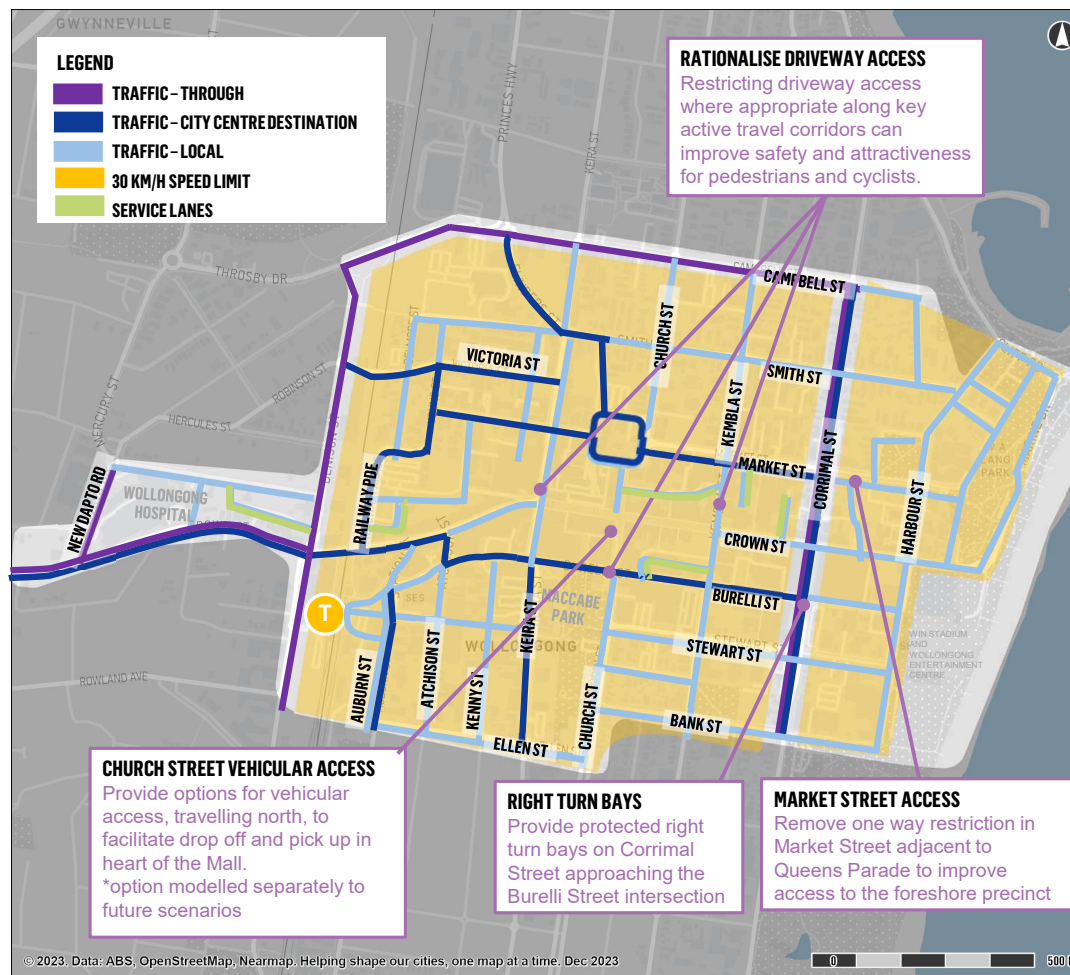 GWYNNEVILLE
LEGEND
TRAFFIC – THROUGH
TRAFFIC – CITY CENTRE DESTINATION
TRAFFIC – LOCAL
30 KM/H SPEED LIMIT
SERVICE LANES
RATIONALISE DRIVEWAY ACCESS
Restricting driveway access
where appropriate along key
active travel corridors can
improve safety and attractiveness
for pedestrians and cyclists.
PRINCES HWY
KEIRA ST
THROSBY DR
CAMPBELL ST
CHURCH ST
SMITH
VICTORIA ST
SMITH ST
ROBINSON ST
MERCURY ST
HERCULES ST
KEMBLA ST
MARKET ST
CORRIMAL ST
HARBOUR ST
LANG
PARK
NEW DAPTO RD
WOLLONGONG
HOSPITAL
RAILWAY PDE
CROWN ST
BURELLI ST
T
SES
MACCABE
PARK
KEIRA ST
WOLLONGONG
STEWART ST
STEWART ST
WIN STADIUM
AND
WOLLONGONG
ENTERTAINMENT
CENTRE
ROWLAND AVE
AUBURN ST
ATCHISON ST
KENNY ST
CHURCH ST
BANK ST
ELLEN ST
CHURCH STREET VEHICULAR ACCESS
Provide options for vehicular
access, travelling north, to
facilitate drop off and pick up in
heart of the Mall.
*option modelled separately to
future scenarios
RIGHT TURN BAYS
Provide protected right
turn bays on Corrimal
Street approaching the
Burelli Street intersection
MARKET STREET ACCESS
Remove one way restriction in
Market Street adjacent to
Queens Parade to improve
access to the foreshore precinct
© 2023. Data: ABS, OpenStreetMap, Nearmap. Helping shape our cities, one map at a time. Dec 2023
0
500